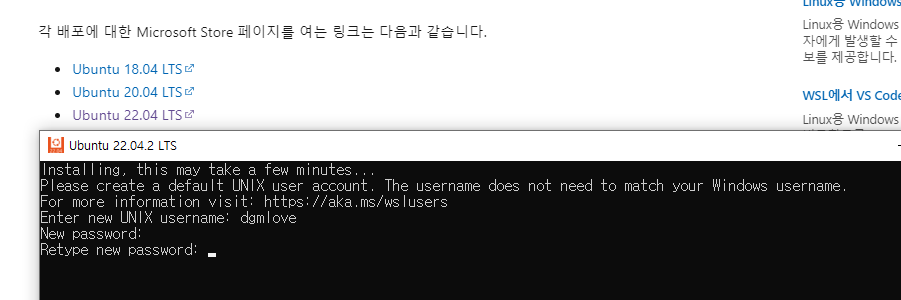 Linux용 Windows
각 배포에 대한 Microsoft Store 페이지를 여는 링크는 다음과 같습니다.
Linux용 Windows
자에게 발생할 수
보를 제공합니다.
Ubuntu 18.04 LTS
Ubuntu 20.04 LTS
Ubuntu 22.04 LTS
WSL에서 VS Code
Linux용 Windows
Ubuntu 22.04.2 LTS
Installing, this may take a few minutes...
Please create a default UNIX user account. The username does not need to match your Windows username.
For more information visit: https://aka.ms/wslusers
Enter new UNIX username: dgmlove
New password:
Retype new password: